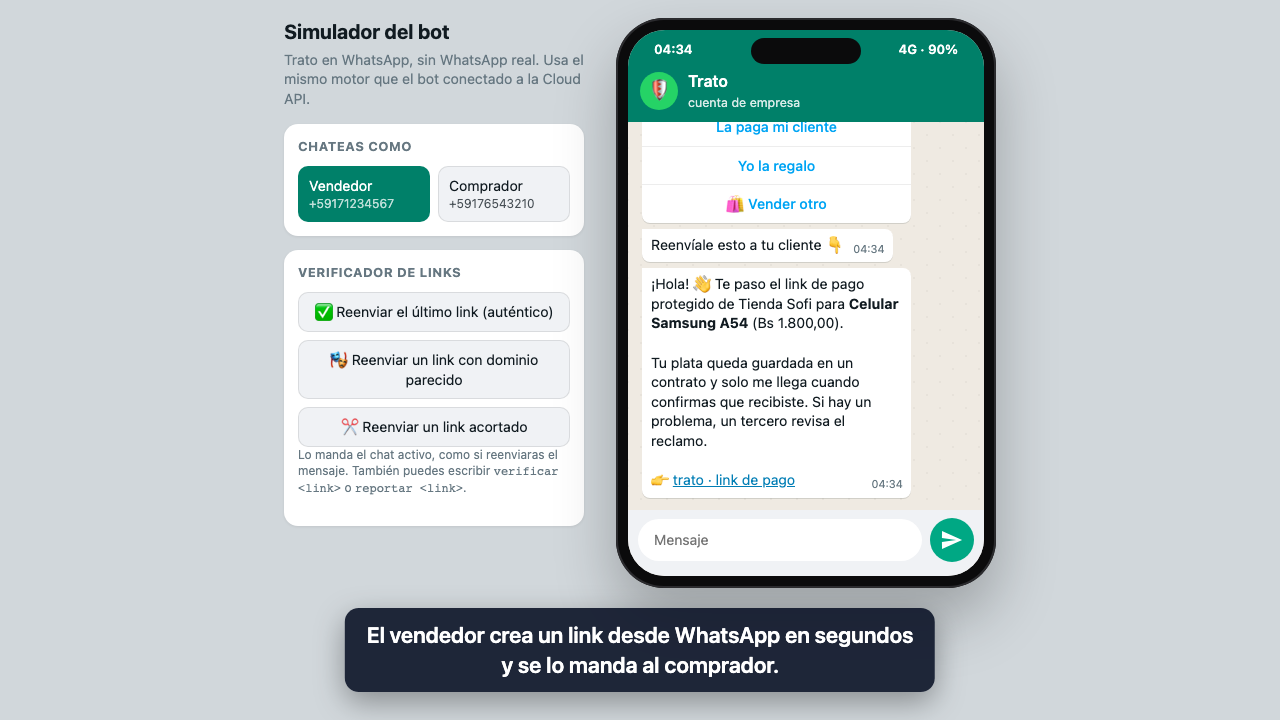 Simulador del bot
Trato en WhatsApp, sin WhatsApp real. Usa el
mismo motor que el bot conectado a la Cloud
API.
CHATEAS COMO
Vendedor
+59171234567
Comprador
+59176543210
VERIFICADOR DE LINKS
✅ Reenviar el último link (auténtico)
🎭 Reenviar un link con dominio
parecido
✂️ Reenviar un link acortado
Lo manda el chat activo, como si reenviaras el
mensaje. También puedes escribir verificar
<link> o reportar <link>.
04:34
4G · 90%
Trato
cuenta de empresa
La paga mi cliente
Yo la regalo
🛍️ Vender otro
Reenvíale esto a tu cliente 👇 04:34
¡Hola! 👋 Te paso el link de pago
protegido de Tienda Sofi para Celular
Samsung A54 (Bs 1.800,00).
Tu plata queda guardada en un
contrato y solo me llega cuando
confirmas que recibiste. Si hay un
problema, un tercero revisa el
reclamo.
👉 trato · link de pago 04:34
Mensaje
El vendedor crea un link desde WhatsApp en segundos
y se lo manda al comprador.